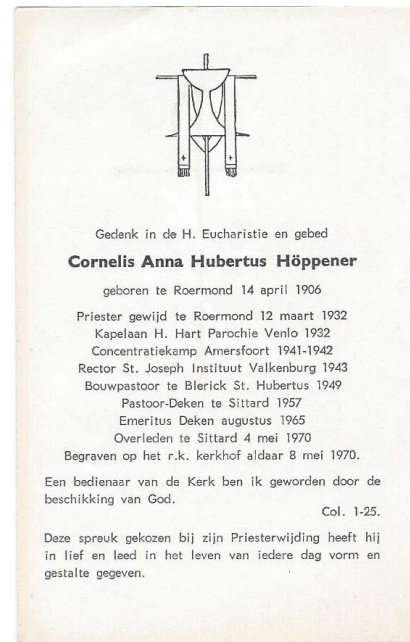 Gedenk in de H. Eucharistie en gebed
Cornelis Anna Hubertus Höppener
geboren te Roermond 14 april 1906
Priester gewijd te Roermond 12 maart 1932
Kapelaan H. Hart Parochie Venlo 1932
Concentratiekamp Amersfoort 1941-1942
Rector St. Joseph Instituut Valkenburg 1943
Bouwpastoor te Blerick St. Hubertus 1949
Pastoor-Deken te Sittard 1957
Emeritus Deken augustus 1965
Overleden te Sittard 4 mei 1970
Begraven op het r.k. kerkhof aldaar 8 mei 1970.
Een bedienaar van de Kerk ben ik geworden door de
beschikking van God.
Col. 1-25.
Deze spreuk gekozen bij zijn Priesterwijding heeft hij
in lief en leed in het leven van iedere dag vorm en
gestalte gegeven.